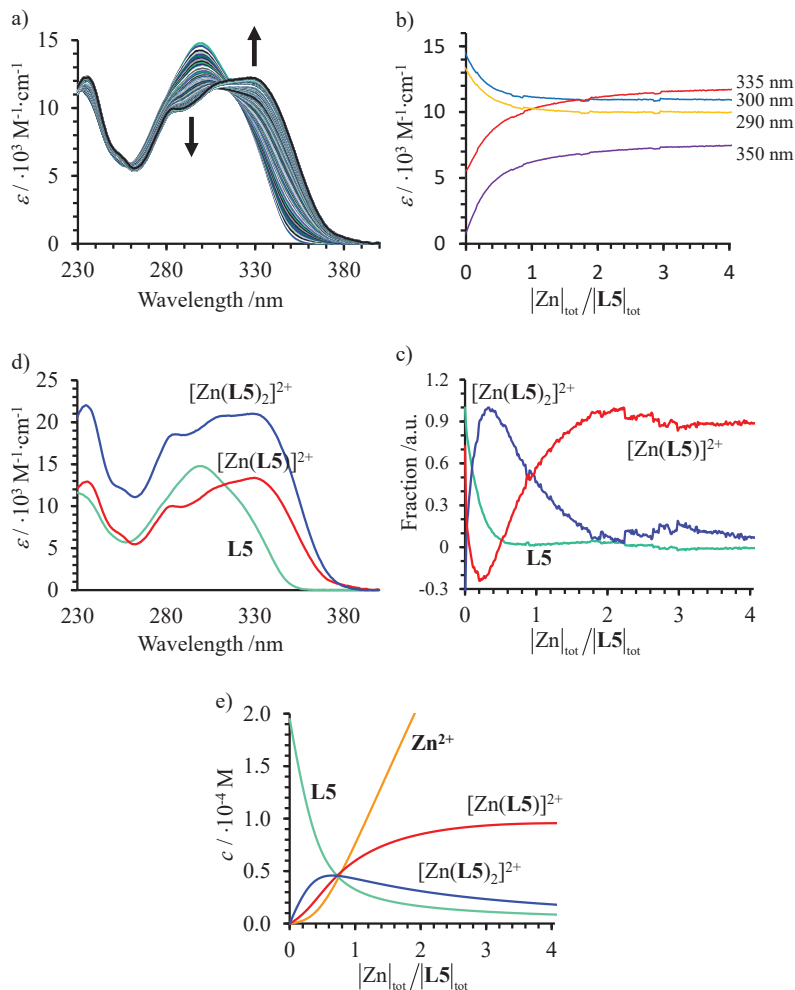 a)
ε / ·10³ M⁻¹·cm⁻¹
15
10
5
0
230 280 330 380
Wavelength /nm
b)
ε / ·10³ M⁻¹·cm⁻¹
15
10
5
0
0 1 2 3 4
335 nm
300 nm
290 nm
350 nm
|Zn|tot/|L5|tot
d)
ε / ·10³ M⁻¹·cm⁻¹
25
20
15
10
5
0
230 280 330 380
[Zn(L5)₂]²⁺
[Zn(L5)]²⁺
L5
Wavelength /nm
c)
Fraction /a.u.
1.2
0.9
0.6
0.3
0
-0.3
0 1 2 3 4
[Zn(L5)₂]²⁺
[Zn(L5)]²⁺
L5
|Zn|tot/|L5|tot
e)
c / ·10⁻⁴ M
2.0
1.5
1.0
0.5
0.0
0 1 2 3 4
L5
Zn²⁺
[Zn(L5)]²⁺
[Zn(L5)₂]²⁺
|Zn|tot/|L5|tot